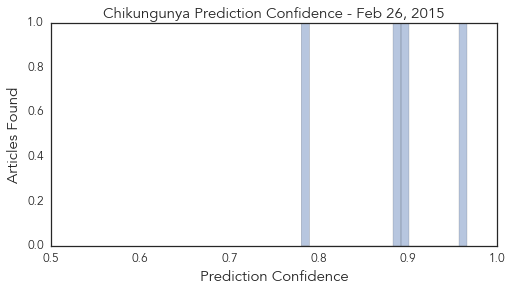 Chikungunya Prediction Confidence - Feb 26, 2015
1.0
0.8
0.6
0.4
0.2
0.0
Articles Found
0.5 0.6 0.7 0.8 0.9 1.0
Prediction Confidence